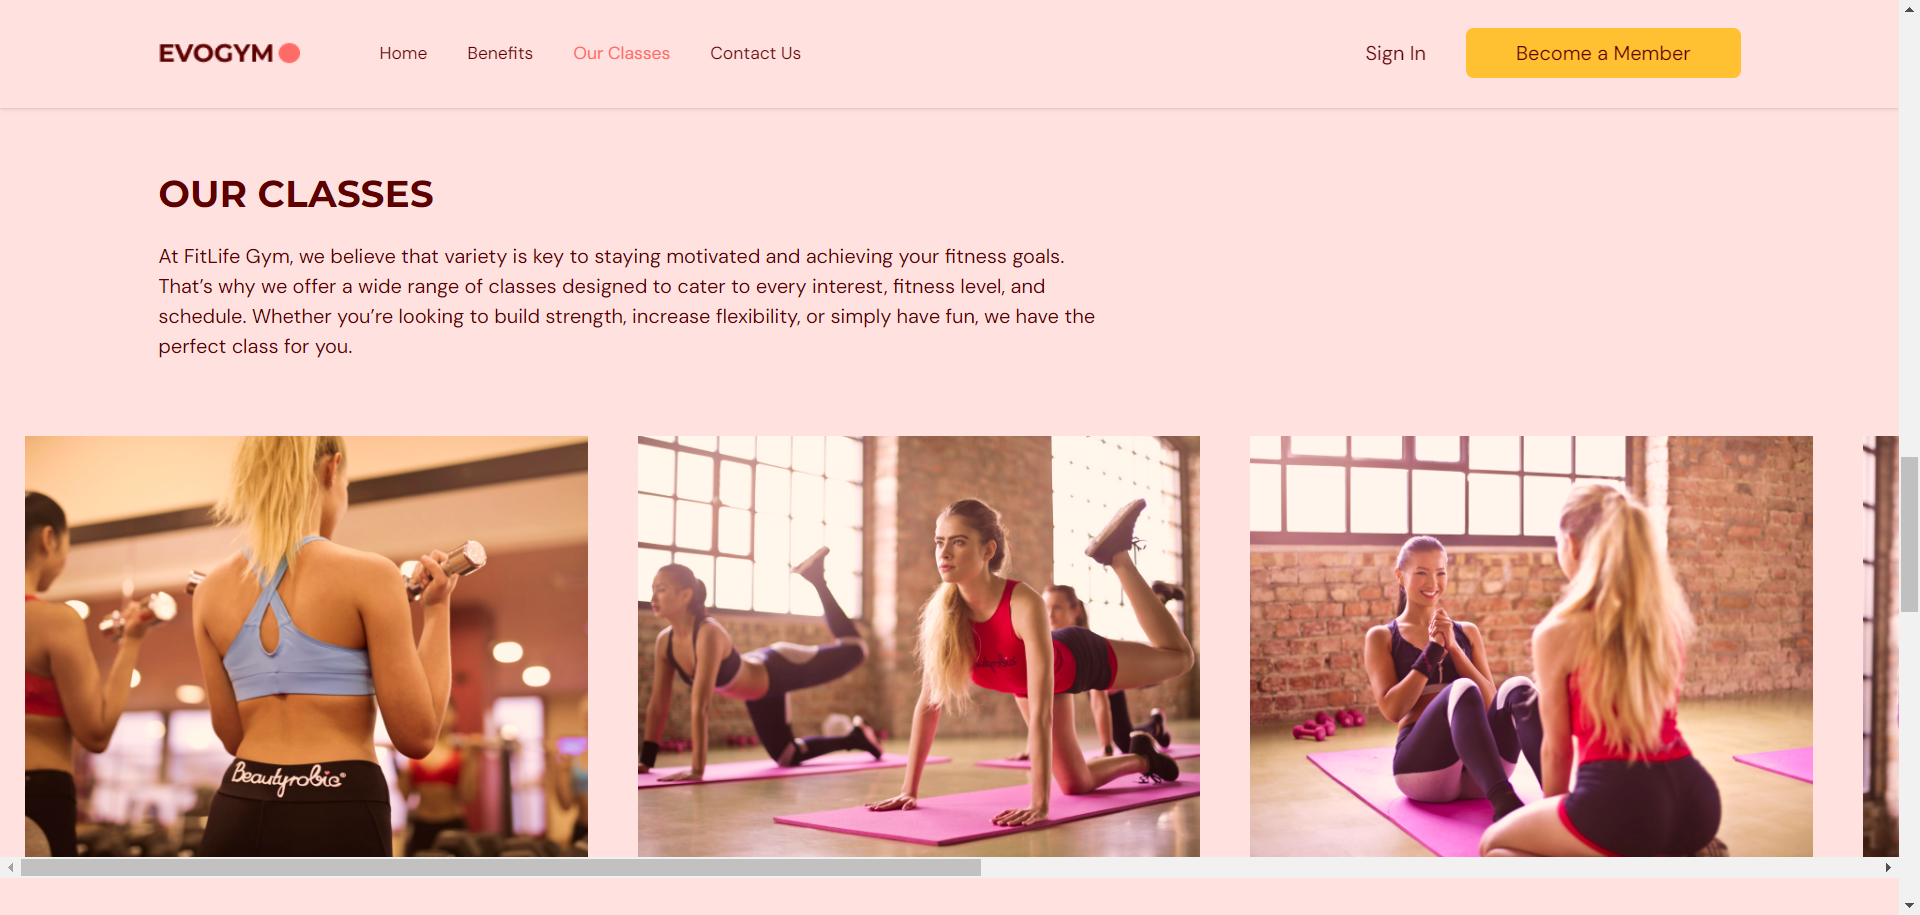 EVOGYM
Home
Benefits
Our Classes
Contact Us
Sign In
Become a Member
OUR CLASSES
At FitLife Gym, we believe that variety is key to staying motivated and achieving your fitness goals.
That’s why we offer a wide range of classes designed to cater to every interest, fitness level, and
schedule. Whether you’re looking to build strength, increase flexibility, or simply have fun, we have the
perfect class for you.
Beautyrobic®